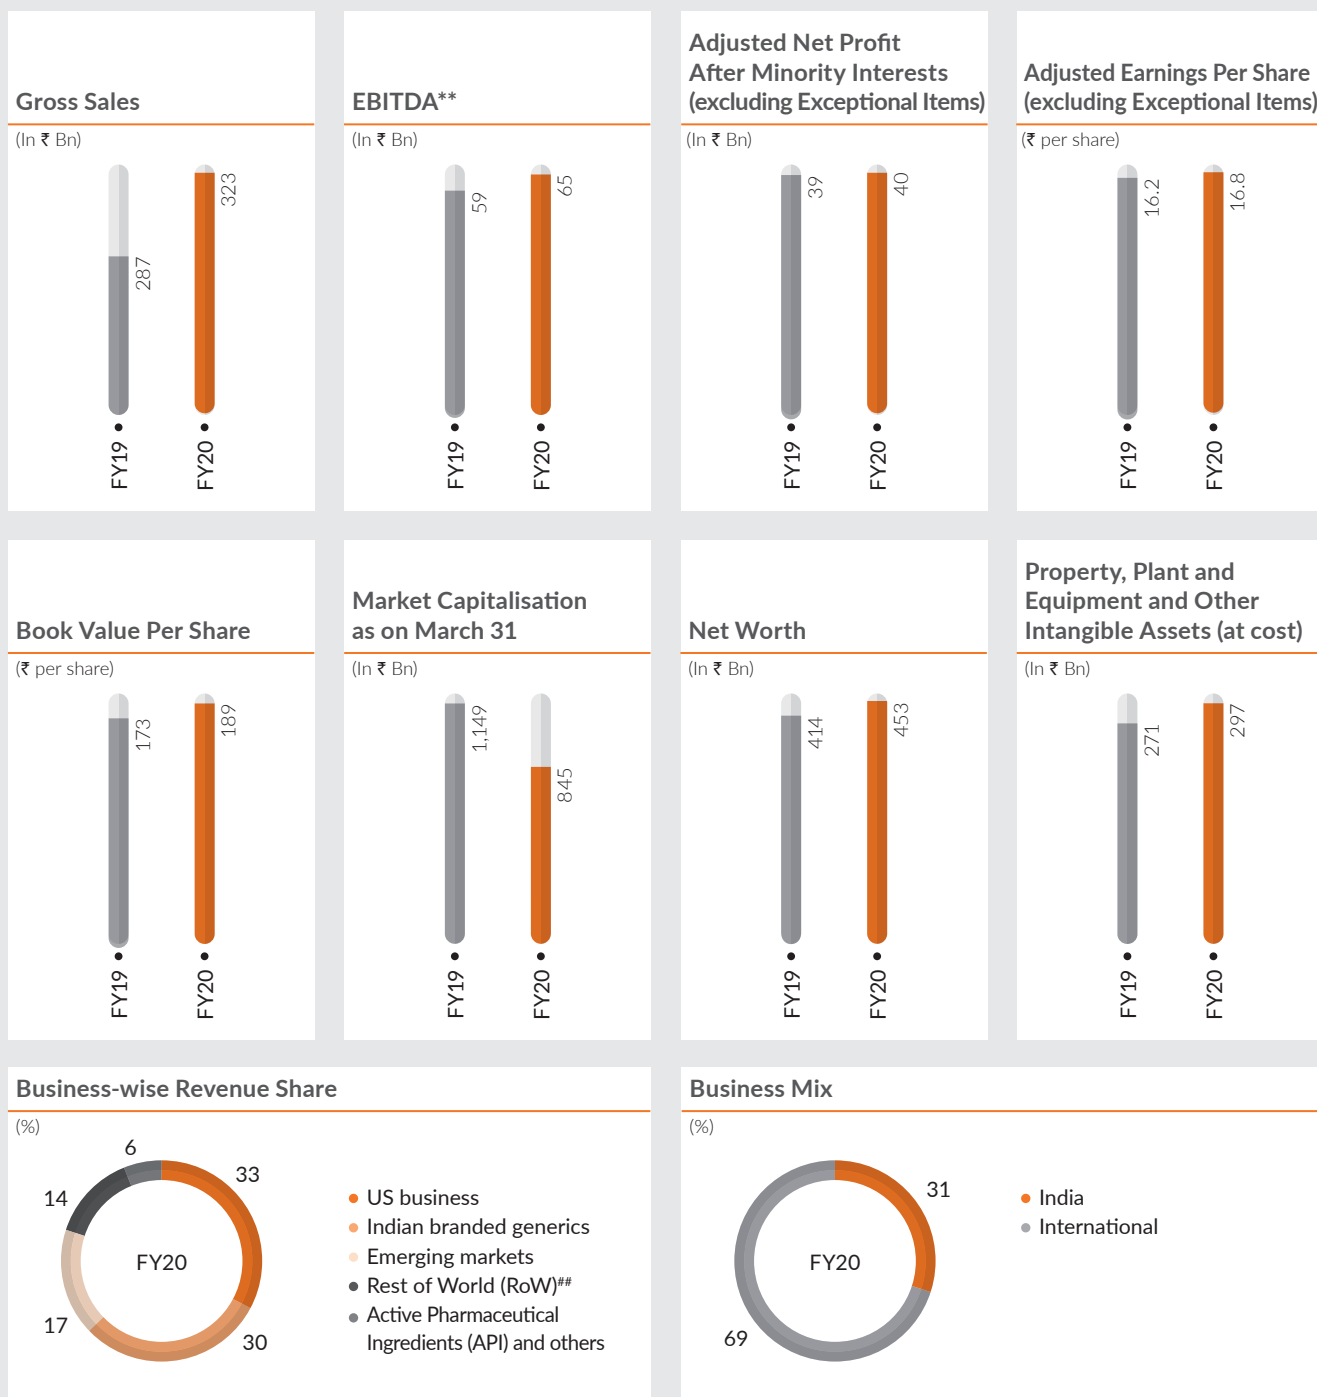 Gross Sales
(In ₹ Bn)
287
323
FY19
FY20
EBITDA**
(In ₹ Bn)
59
65
FY19
FY20
Adjusted Net Profit
After Minority Interests
(excluding Exceptional Items)
(In ₹ Bn)
39
40
FY19
FY20
Adjusted Earnings Per Share
(excluding Exceptional Items)
(₹ per share)
16.2
16.8
FY19
FY20
Book Value Per Share
(₹ per share)
173
189
FY19
FY20
Market Capitalisation
as on March 31
(In ₹ Bn)
1,149
845
FY19
FY20
Net Worth
(In ₹ Bn)
414
453
FY19
FY20
Property, Plant and
Equipment and Other
Intangible Assets (at cost)
(In ₹ Bn)
271
297
FY19
FY20
Business-wise Revenue Share
(%)
6
33
14
FY20
17
30
US business
Indian branded generics
Emerging markets
Rest of World (RoW)##
Active Pharmaceutical
Ingredients (API) and others
Business Mix
(%)
31
FY20
69
India
International